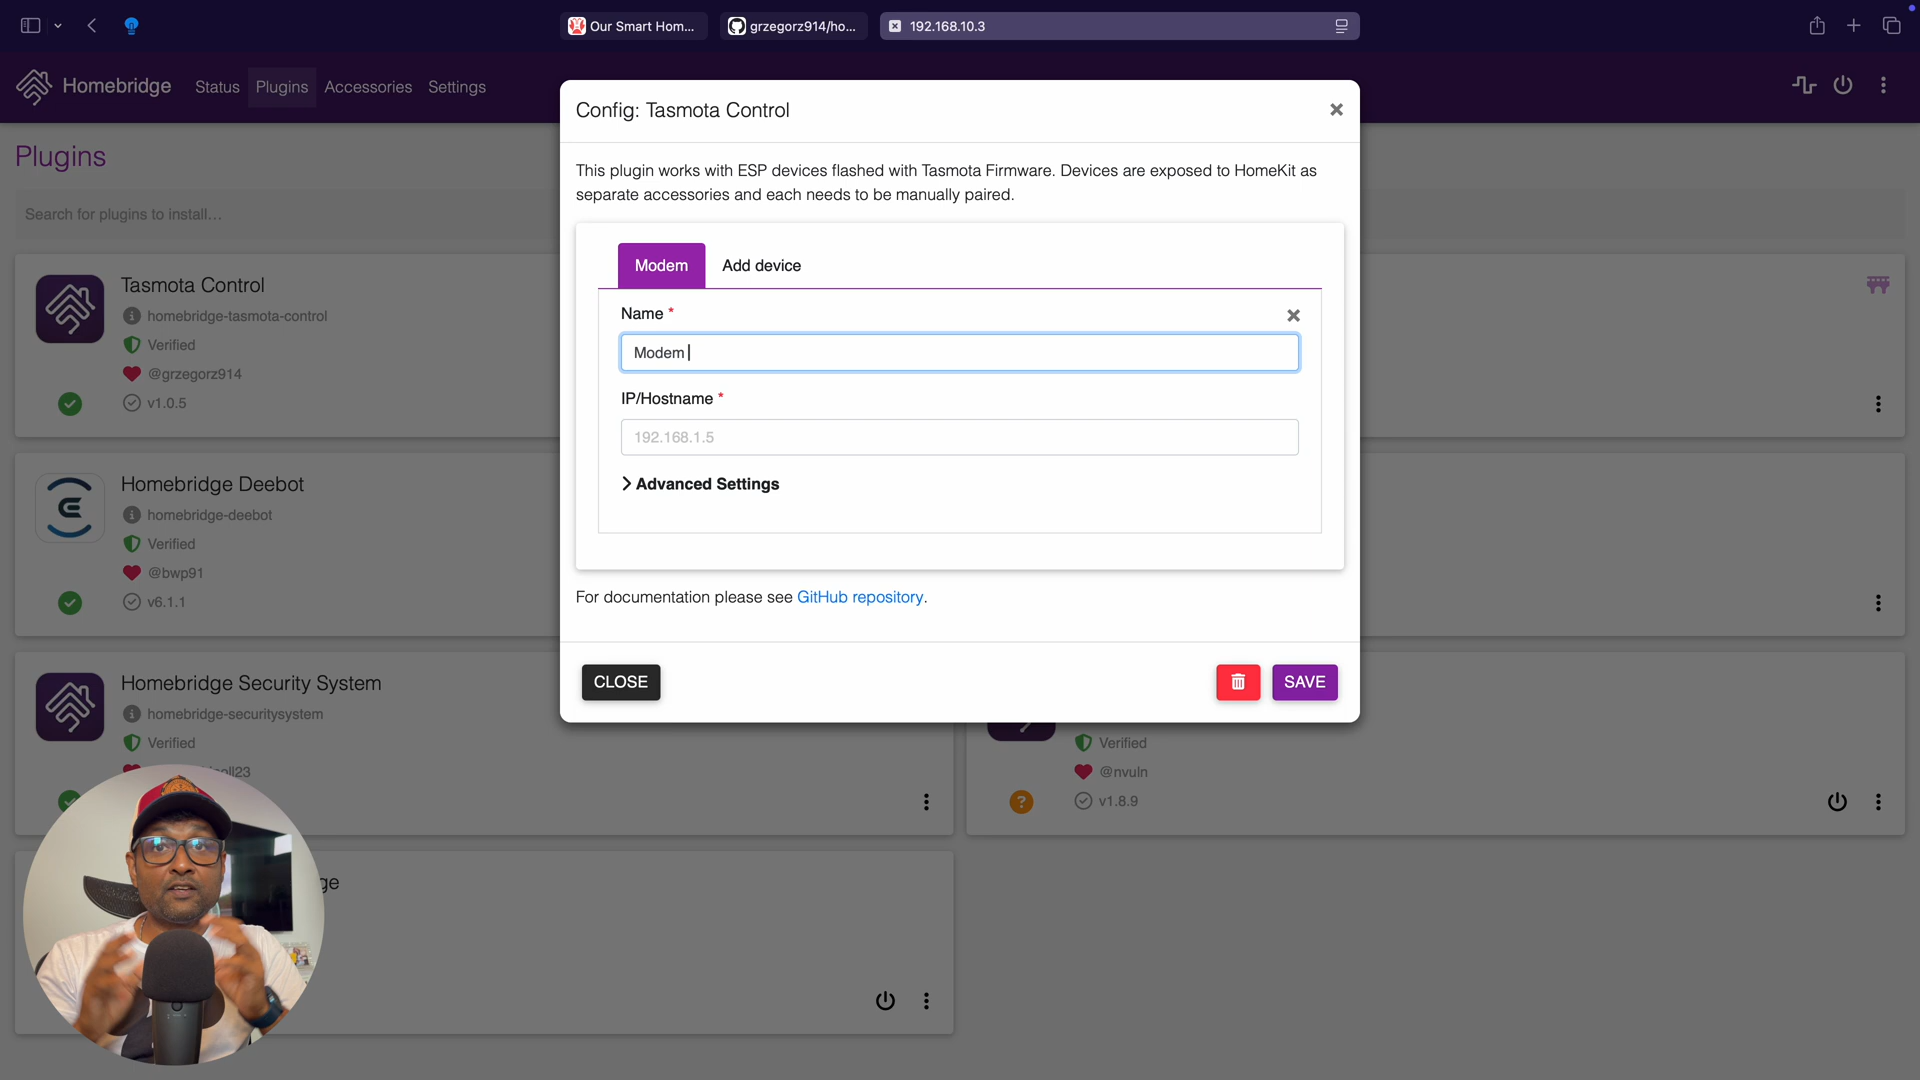 Our Smart Hom...
grzegorz914/ho...
192.168.10.3
Homebridge
Status
Plugins
Accessories
Settings
Plugins
Search for plugins to install...
Tasmota Control
homebridge-tasmota-control
Verified
@grzegorz914
v1.0.5
Homebridge Deebot
homebridge-deebot
Verified
@bwp91
v6.1.1
Homebridge Security System
homebridge-securitysystem
Verified
Verified
@nvuln
v1.8.9
Config: Tasmota Control
This plugin works with ESP devices flashed with Tasmota Firmware. Devices are exposed to HomeKit as
separate accessories and each needs to be manually paired.
Modem
Add device
Name *
Modem
IP/Hostname *
192.168.1.5
Advanced Settings
For documentation please see GitHub repository.
CLOSE
SAVE